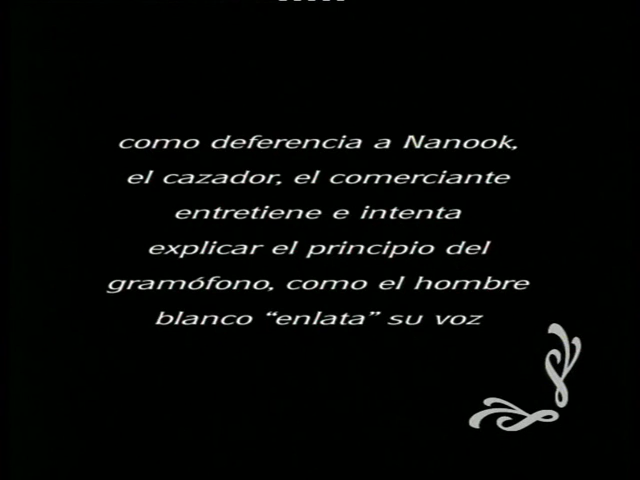 como deferencia a Nanook,
el cazador, el comerciante
entretiene e intenta
explicar el principio del
gramófono, como el hombre
blanco “enlata” su voz